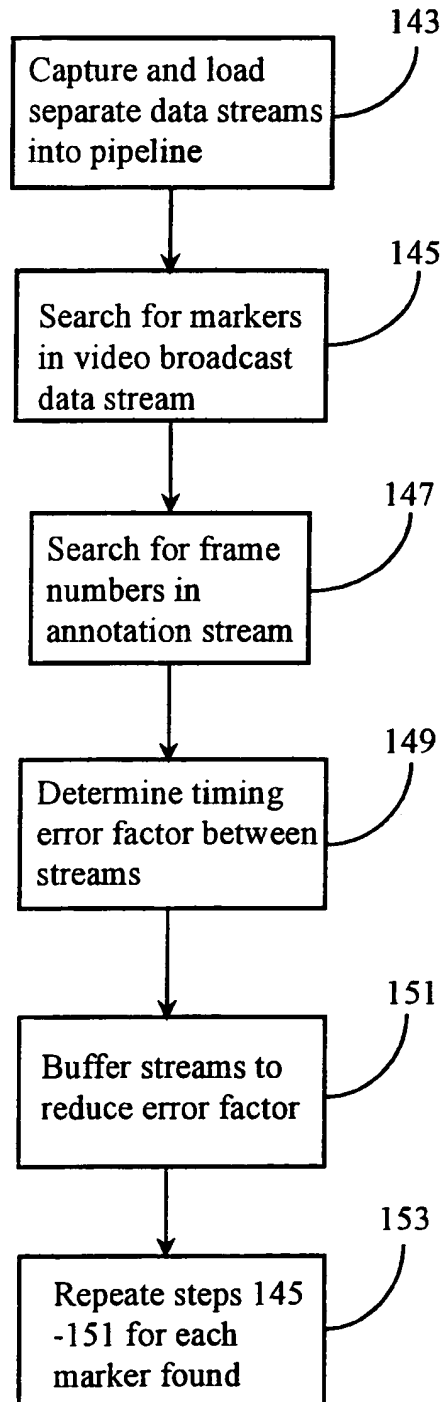 143
Capture and load
separate data streams
into pipeline
145
Search for markers
in video broadcast
data stream
147
Search for frame
numbers in
annotation stream
149
Determine timing
error factor between
streams
151
Buffer streams to
reduce error factor
153
Repeate steps 145
-151 for each
marker found